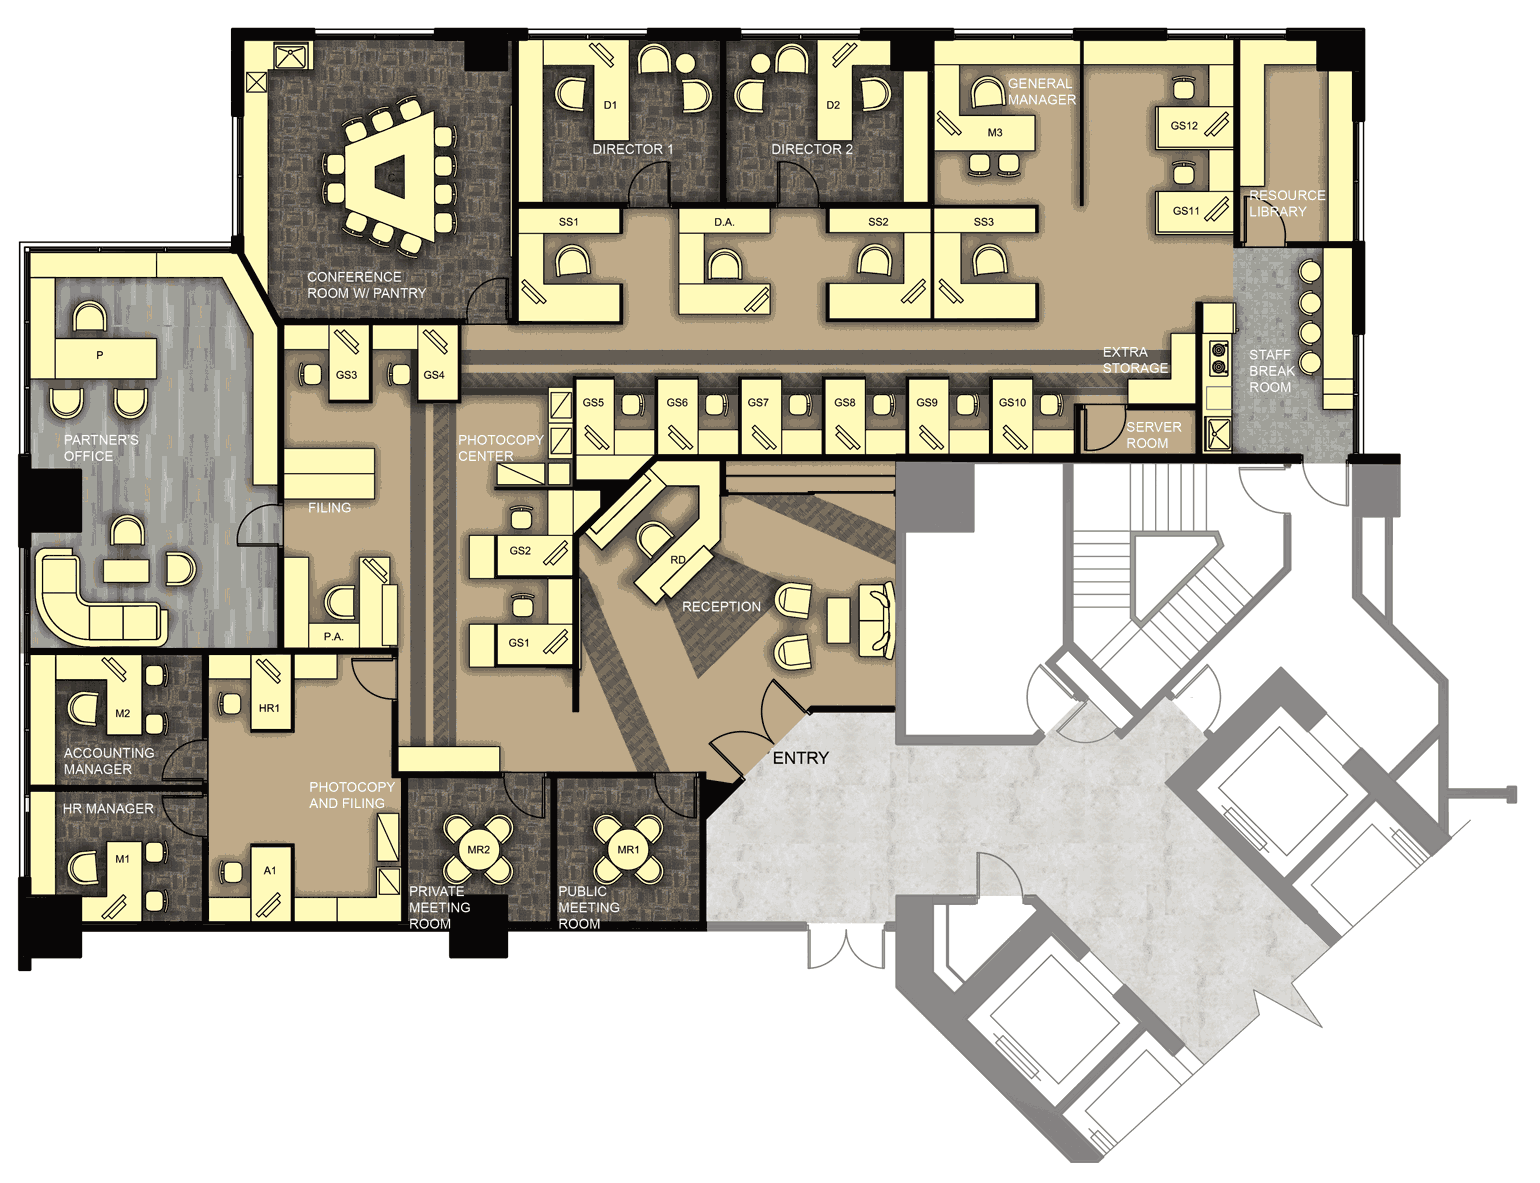 D1
D2
GENERAL
MANAGER
M3
GS12
DIRECTOR 1
DIRECTOR 2
RESOURCE
LIBRARY
GS11
SS1
D.A.
SS2
SS3
CONFERENCE
ROOM W/ PANTRY
P
GS3
GS4
EXTRA
STORAGE
STAFF
BREAK
ROOM
GS5
GS6
GS7
GS8
GS9
GS10
PARTNER'S
OFFICE
PHOTOCOPY
CENTER
SERVER
ROOM
FILING
GS2
RD
RECEPTION
P.A.
GS1
M2
HR1
ACCOUNTING
MANAGER
ENTRY
HR MANAGER
PHOTOCOPY
AND FILING
M1
A1
MR2
MR1
PRIVATE
MEETING
ROOM
PUBLIC
MEETING
ROOM